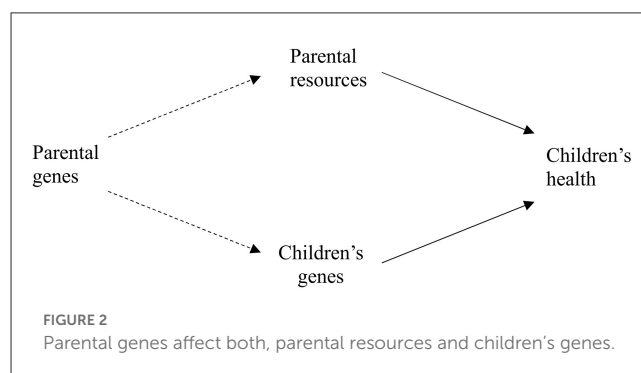 Parental
resources
Parental
genes
Children's
health
Children's
genes
FIGURE 2
Parental genes affect both, parental resources and children's genes.